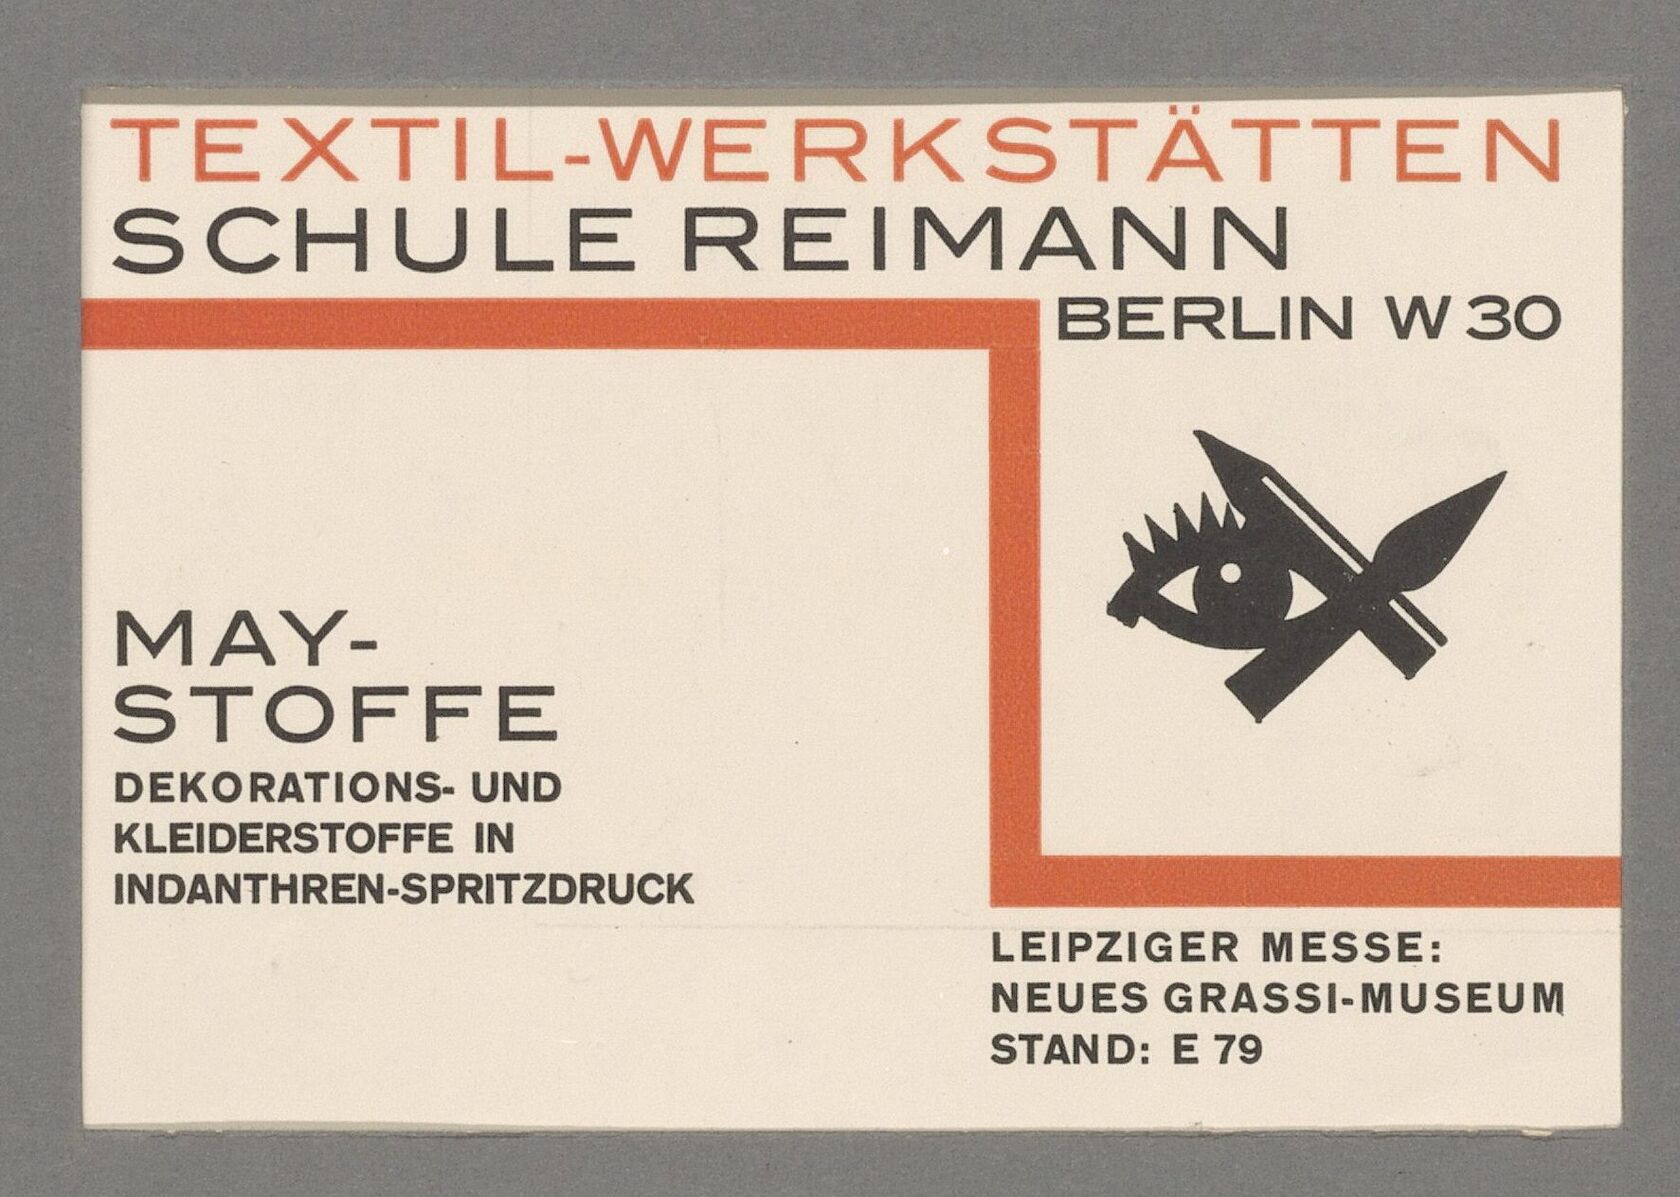 TEXTIL-WERKSTÄTTEN
SCHULE REIMANN
BERLIN W 30
MAY-
STOFFE
DEKORATIONS- UND
KLEIDERSTOFFE IN
INDANTHREN-SPRITZDRUCK
LEIPZIGER MESSE:
NEUES GRASSI-MUSEUM
STAND: E 79